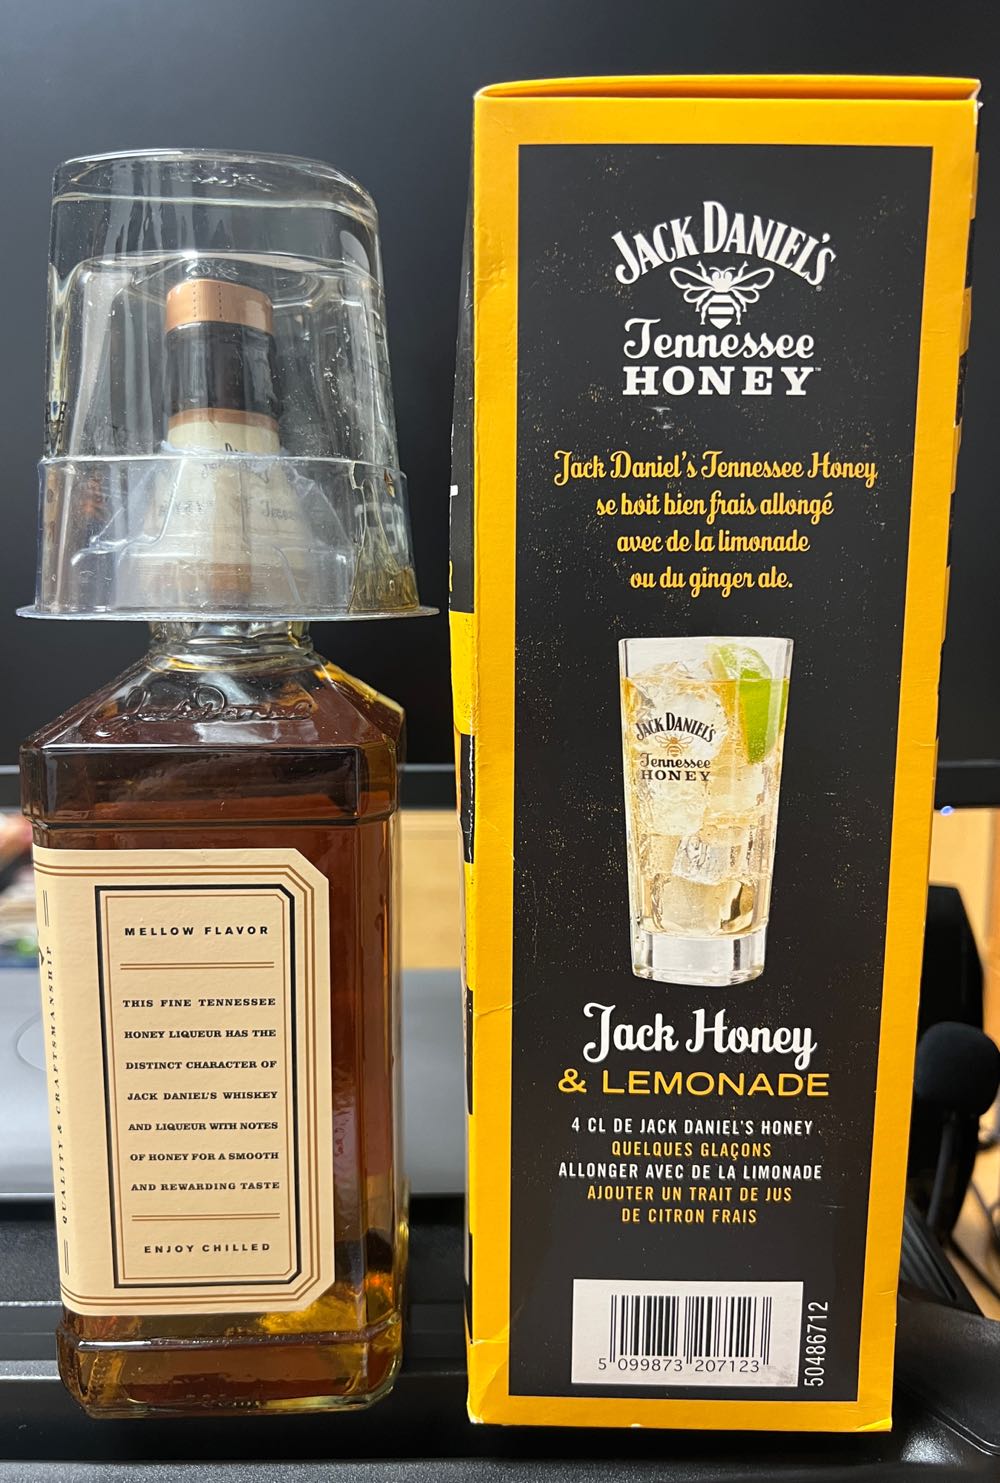 Jack Daniel
MELLOW FLAVOR
THIS FINE TENNESSEE
HONEY LIQUEUR HAS THE
DISTINCT CHARACTER OF
JACK DANIEL'S WHISKEY
AND LIQUEUR WITH NOTES
OF HONEY FOR A SMOOTH
AND REWARDING TASTE
ENJOY CHILLED
QUALITY & CRAFTSMANSHIP
JACK DANIEL'S
Tennessee
HONEY™
Jack Daniel's Tennessee Honey
se boit bien frais allongé
avec de la limonade
ou du ginger ale.
JACK DANIEL'S
Tennessee
HONEY
Jack Honey
& LEMONADE
4 CL DE JACK DANIEL'S HONEY
QUELQUES GLAÇONS
ALLONGER AVEC DE LA LIMONADE
AJOUTER UN TRAIT DE JUS
DE CITRON FRAIS
5 099873 207123
50486712